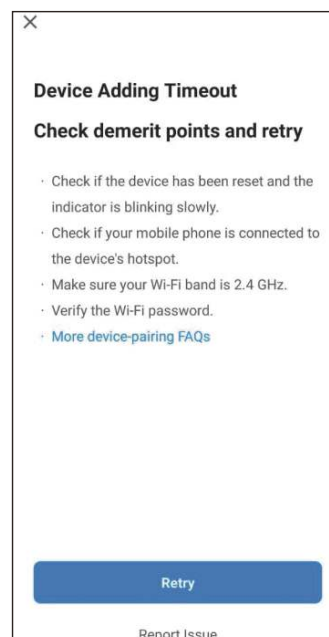 Device Adding Timeout
Check demerit points and retry
· Check if the device has been reset and the
indicator is blinking slowly.
· Check if your mobile phone is connected to
the device's hotspot.
· Make sure your Wi-Fi band is 2.4 GHz.
· Verify the Wi-Fi password.
· More device-pairing FAQs
Retry
Report Issue